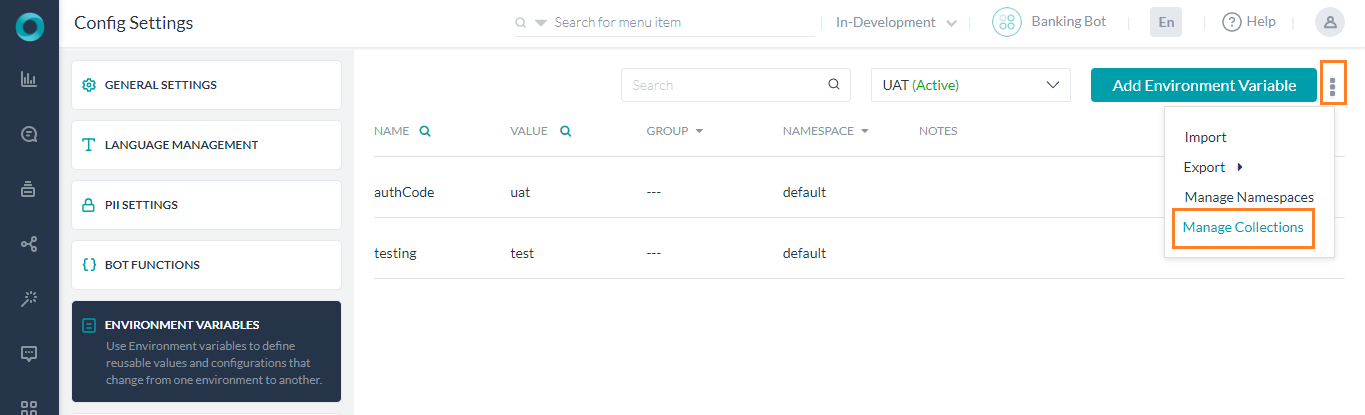 Config Settings
Search for menu item
In-Development
Banking Bot
En
Help
GENERAL SETTINGS
LANGUAGE MANAGEMENT
PII SETTINGS
BOT FUNCTIONS
ENVIRONMENT VARIABLES
Use Environment variables to define
reusable values and configurations that
change from one environment to another.
Search
UAT (Active)
Add Environment Variable
NAME VALUE GROUP NAMESPACE NOTES
authCode uat --- default
testing test --- default
Import
Export
Manage Namespaces
Manage Collections